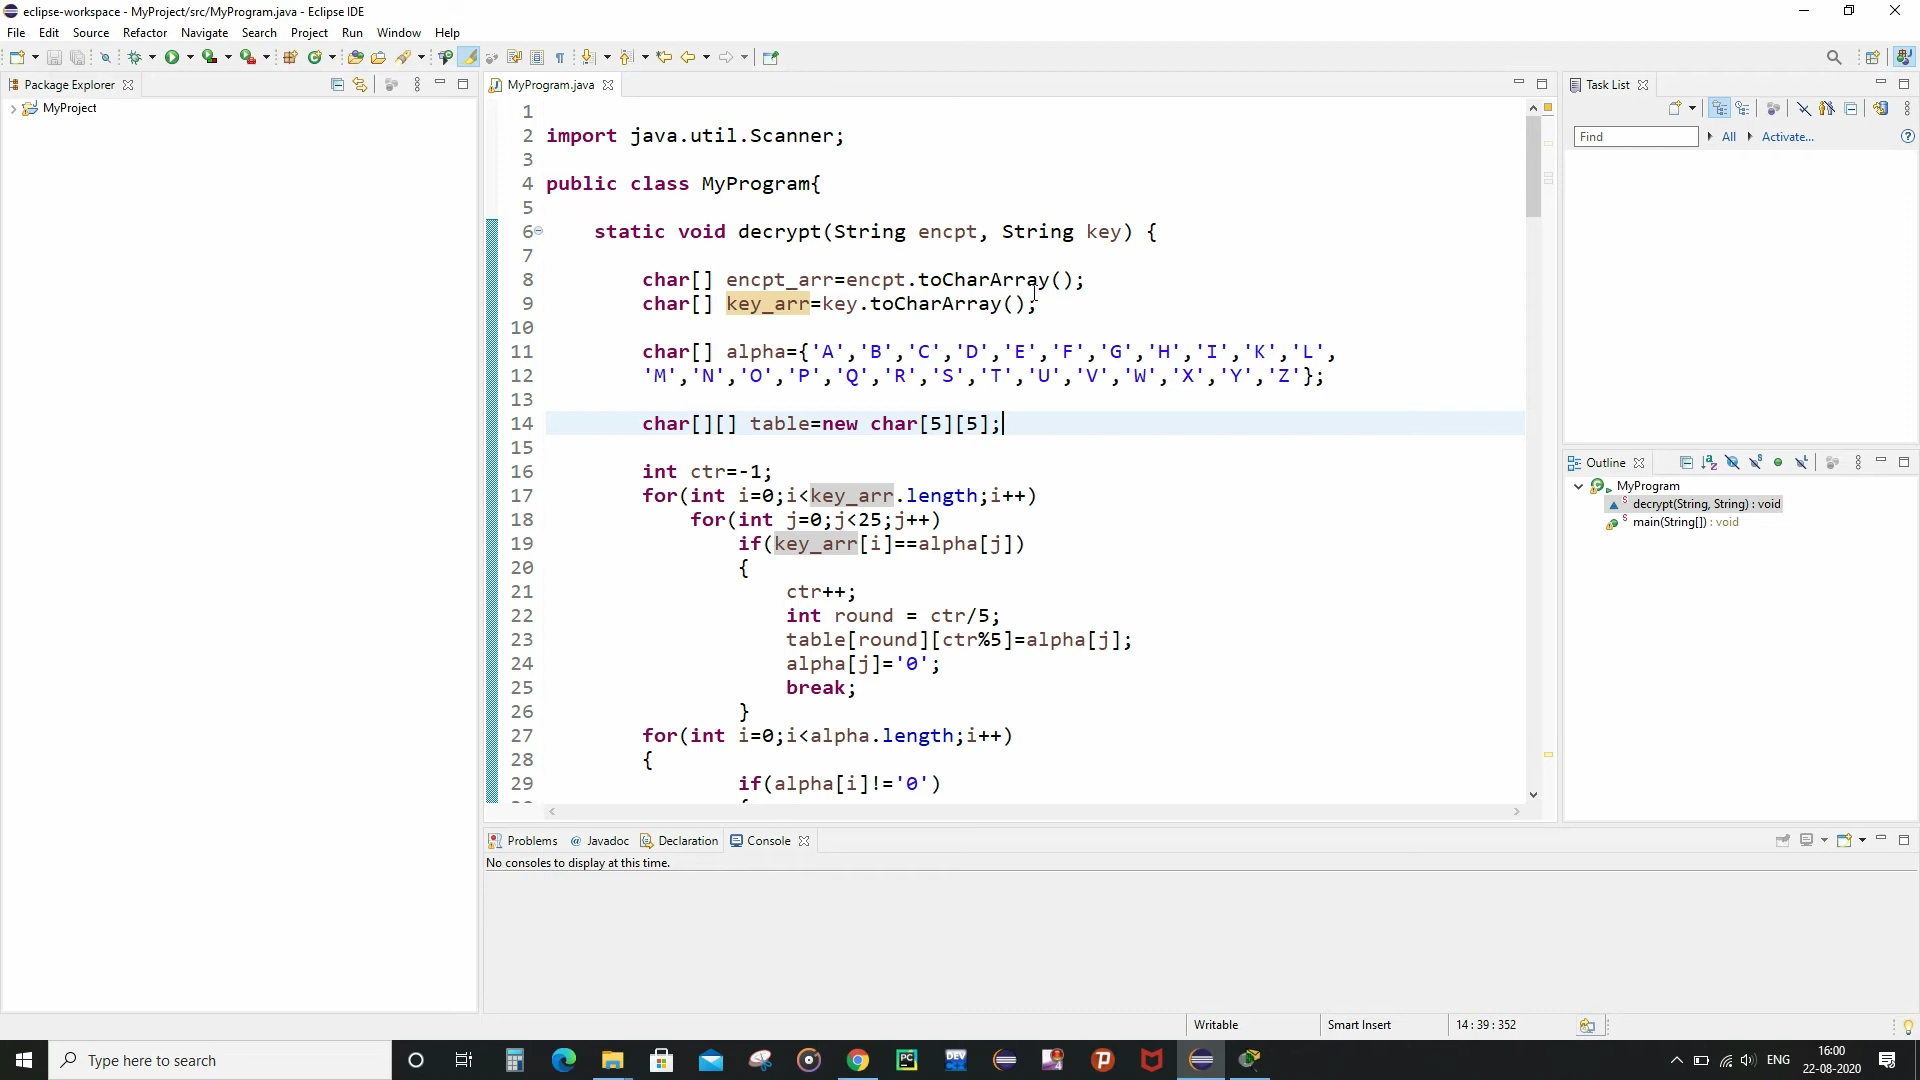 eclipse-workspace - MyProject/src/MyProgram.java - Eclipse IDE
File Edit Source Refactor Navigate Search Project Run Window Help
Package Explorer
MyProject
MyProgram.java
1
2 import java.util.Scanner;
3
4 public class MyProgram{
5
6 static void decrypt(String encpt, String key) {
7
8 char[] encpt_arr=encpt.toCharArray();
9 char[] key_arr=key.toCharArray();
10
11 char[] alpha={'A','B','C','D','E','F','G','H','I','K','L',
12 'M','N','O','P','Q','R','S','T','U','V','W','X','Y','Z'};
13
14 char[][] table=new char[5][5];
15
16 int ctr=-1;
17 for(int i=0;i<key_arr.length;i++)
18 for(int j=0;j<25;j++)
19 if(key_arr[i]==alpha[j])
20 {
21 ctr++;
22 int round = ctr/5;
23 table[round][ctr%5]=alpha[j];
24 alpha[j]='0';
25 break;
26 }
27 for(int i=0;i<alpha.length;i++)
28 {
29 if(alpha[i]!='0')
Task List
Find All Activate...
Outline
MyProgram
decrypt(String, String) : void
main(String[]) : void
Problems @ Javadoc Declaration Console
No consoles to display at this time.
Writable Smart Insert 14 : 39 : 352
Type here to search
PC
DEV
ENG
16:00
22-08-2020